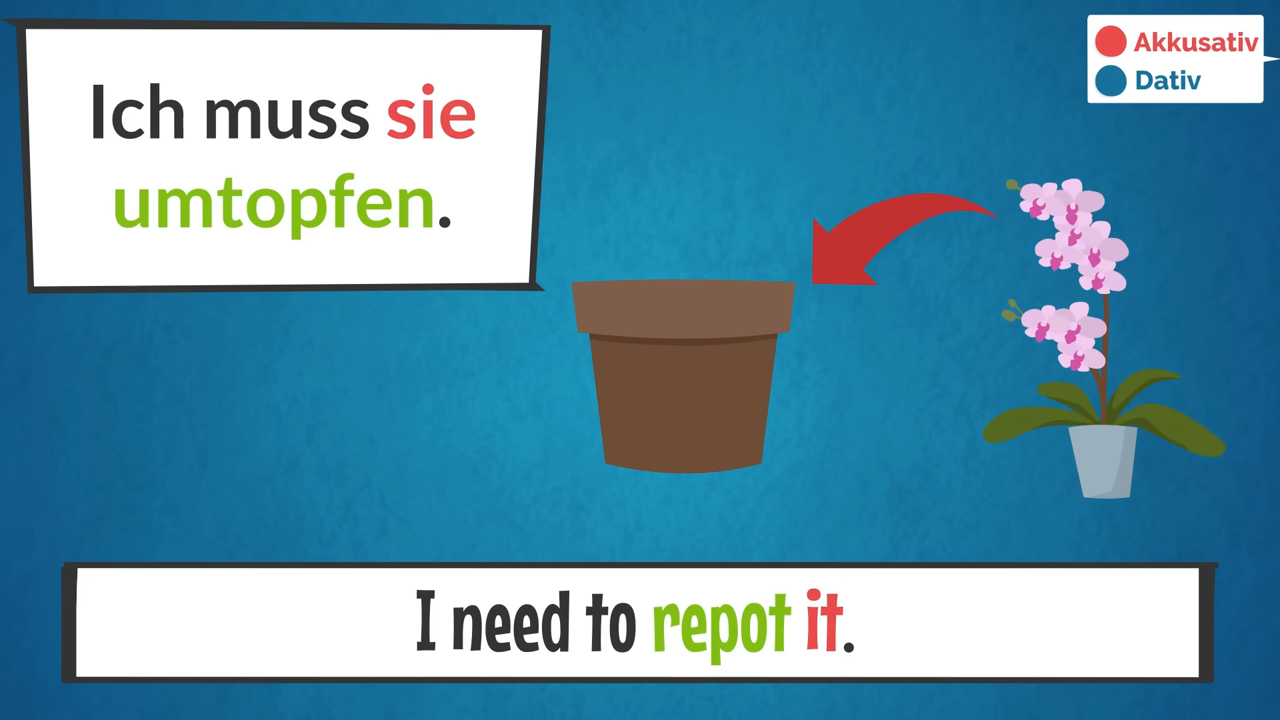 Ich muss sie
umtopfen.
Akkusativ
Dativ
I need to repot it.